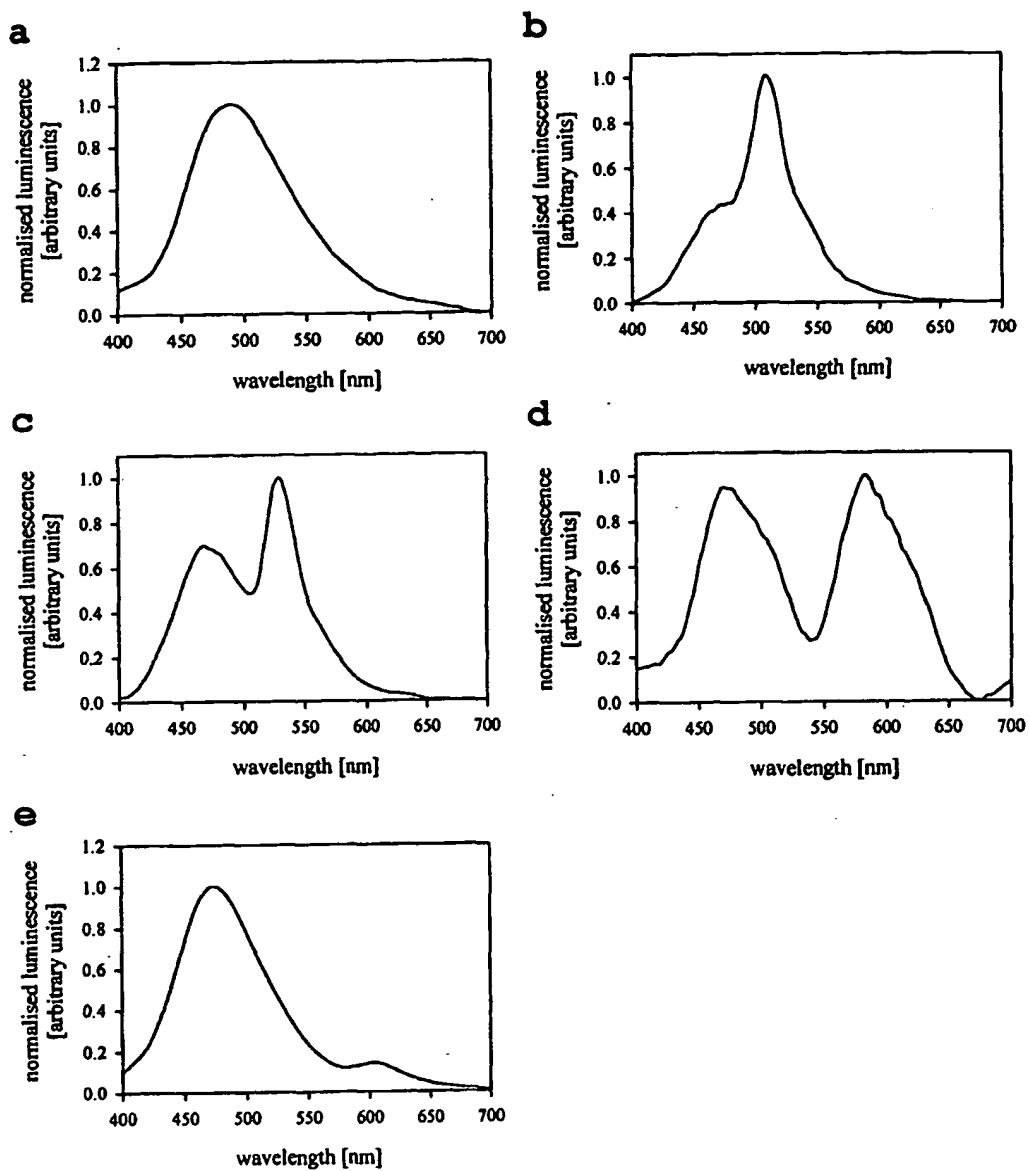 a
normalised luminescence
[arbitrary units]
1.2
1.0
0.8
0.6
0.4
0.2
0.0
400 450 500 550 600 650 700
wavelength [nm]
b
normalised luminescence
[arbitrary units]
1.0
0.8
0.6
0.4
0.2
0.0
400 450 500 550 600 650 700
wavelength [nm]
c
normalised luminescence
[arbitrary units]
1.0
0.8
0.6
0.4
0.2
0.0
400 450 500 550 600 650 700
wavelength [nm]
d
normalised luminescence
[arbitrary units]
1.0
0.8
0.6
0.4
0.2
0.0
400 450 500 550 600 650 700
wavelength [nm]
e
normalised luminescence
[arbitrary units]
1.2
1.0
0.8
0.6
0.4
0.2
0.0
400 450 500 550 600 650 700
wavelength [nm]